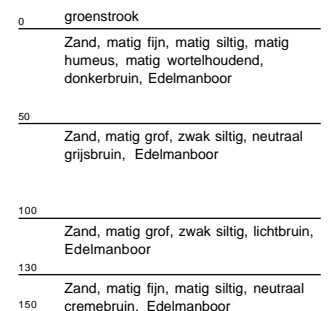 groenstrook
0
Zand, matig fijn, matig siltig, matig
humeus, matig wortelhoudend,
donkerbruin, Edelmanboor
50
Zand, matig grof, zwak siltig, neutraal
grijsbruin, Edelmanboor
100
Zand, matig grof, zwak siltig, lichtbruin,
Edelmanboor
130
Zand, matig fijn, matig siltig, neutraal
150 cremebruin, Edelmanboor